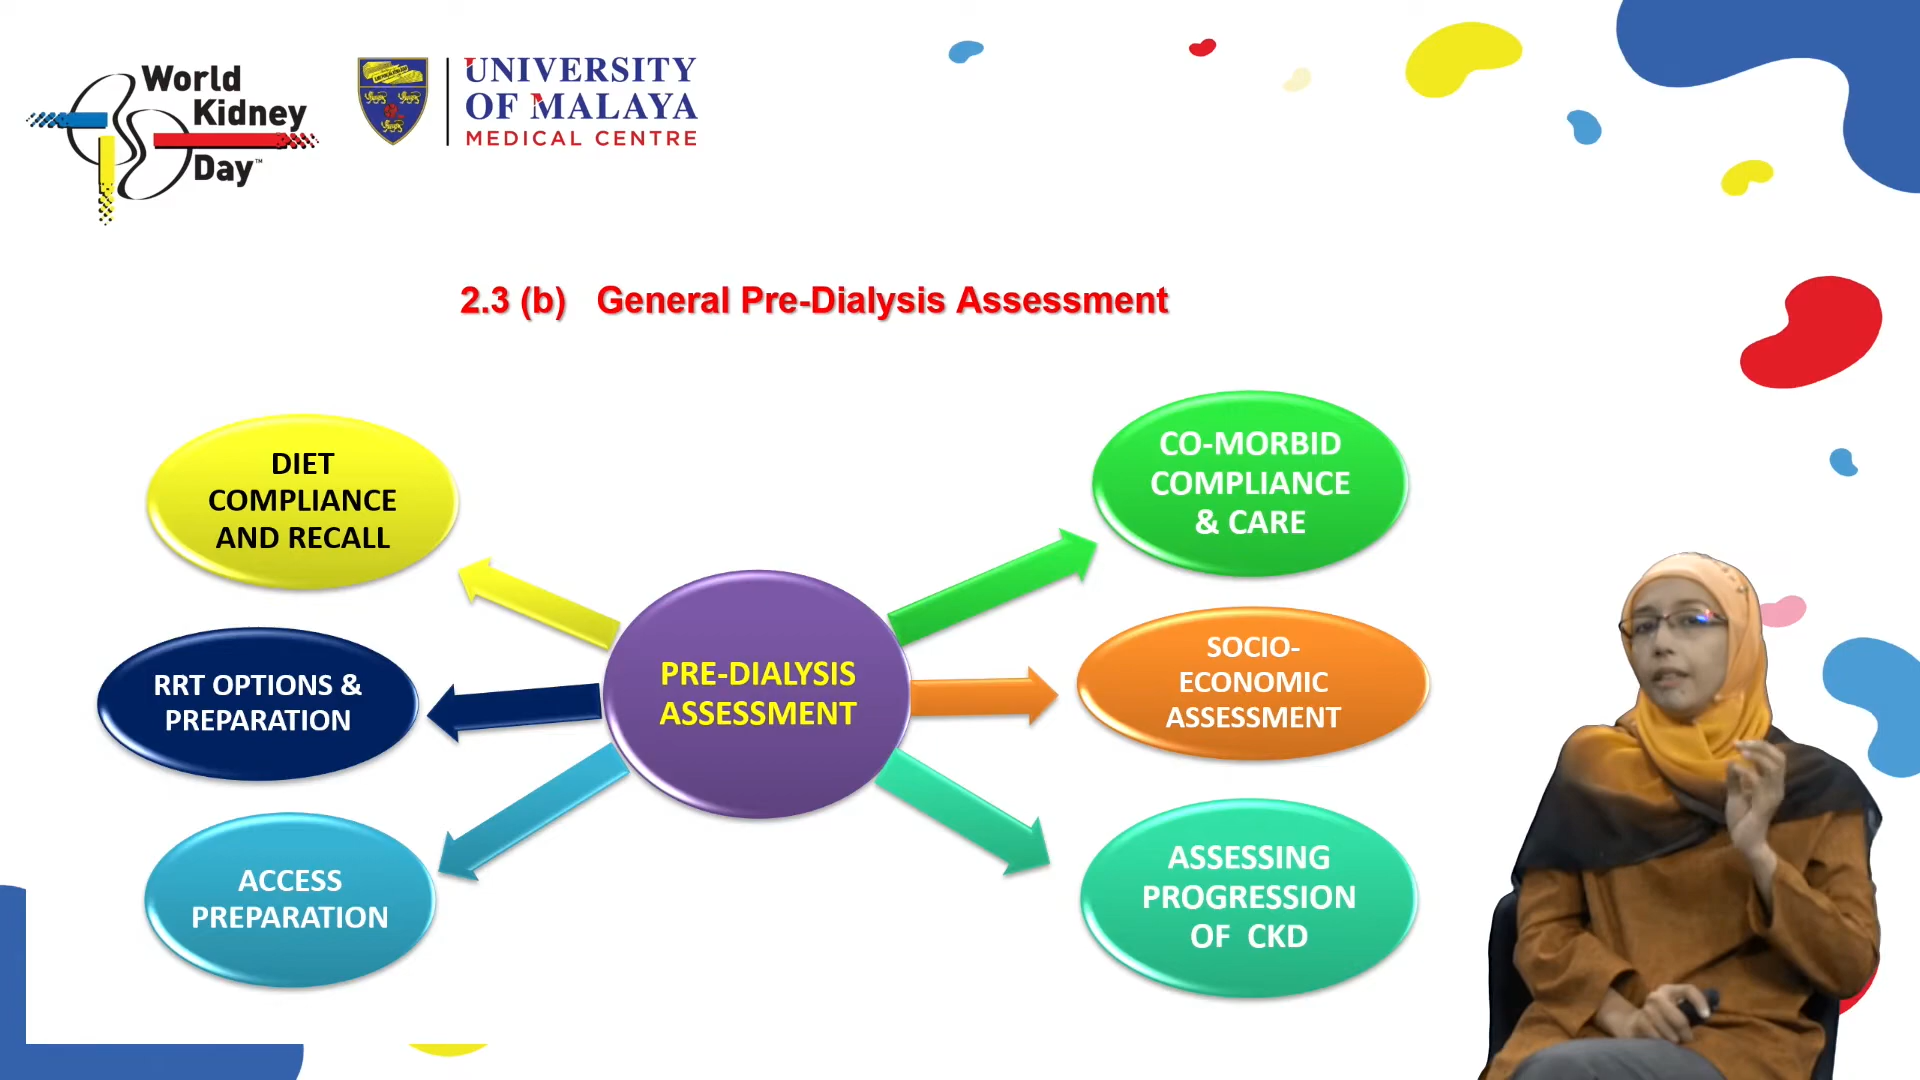 World
Kidney
Day™
UNIVERSITY
OF MALAYA
MEDICAL CENTRE
2.3 (b) General Pre-Dialysis Assessment
DIET
COMPLIANCE
AND RECALL
RRT OPTIONS &
PREPARATION
ACCESS
PREPARATION
PRE-DIALYSIS
ASSESSMENT
CO-MORBID
COMPLIANCE
& CARE
SOCIO-
ECONOMIC
ASSESSMENT
ASSESSING
PROGRESSION
OF CKD